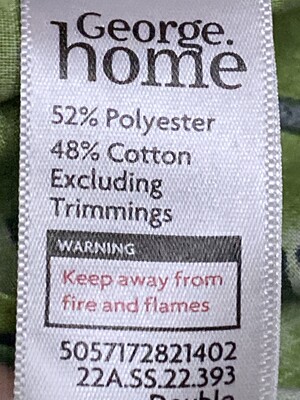 George.
home
52% Polyester
48% Cotton
Excluding
Trimmings
WARNING
Keep away from
fire and flames
5057172821402
22A.SS.22.393
Double